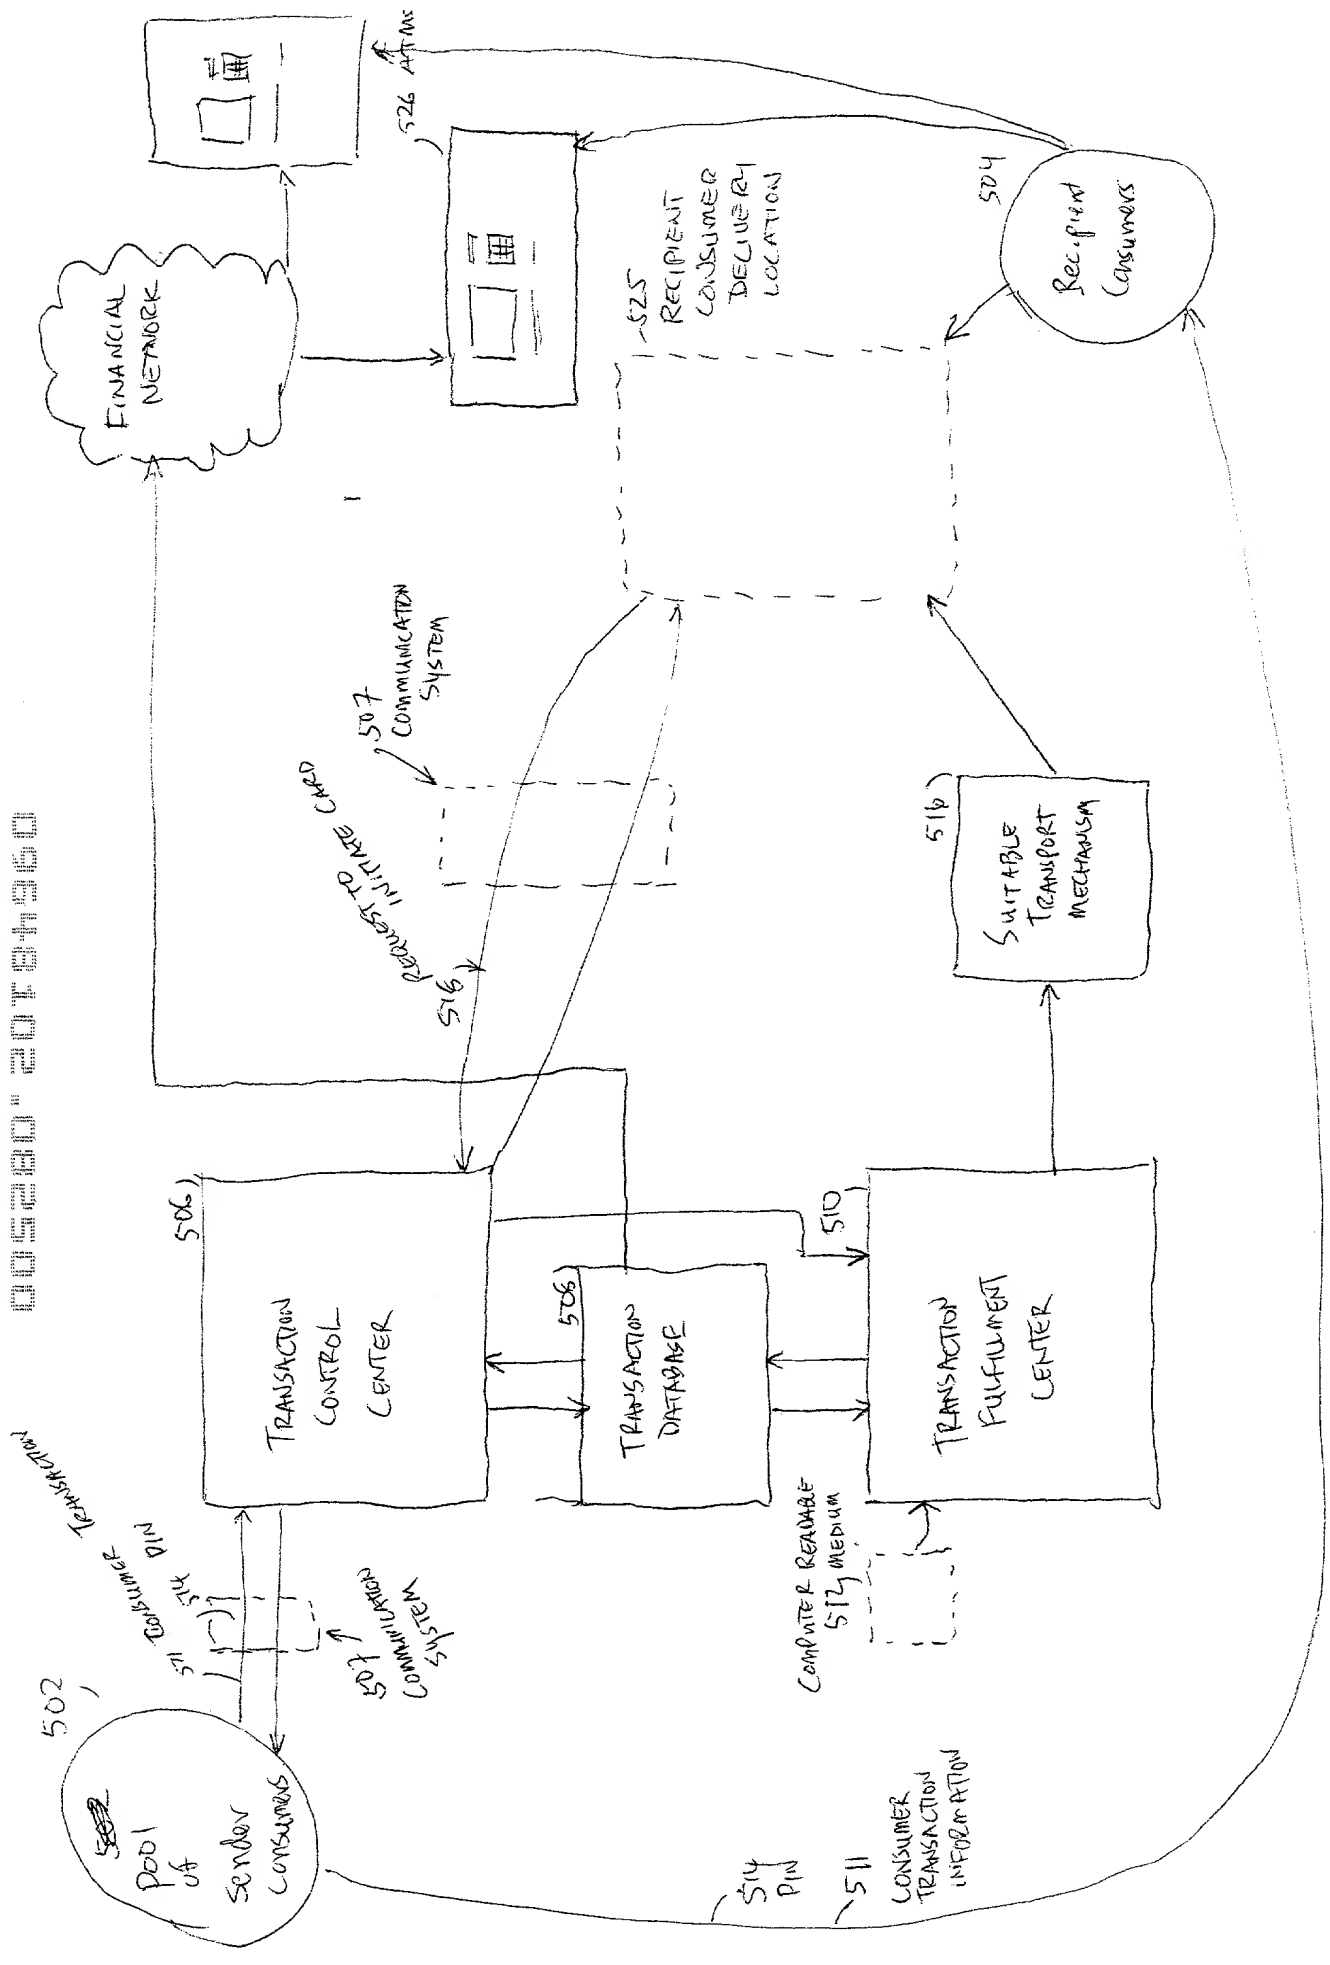 09648102.082500
502
Pool
of
Sender
Consumers
511 CONSUMER TRANSACTION
514 PIN
507
COMMUNICATION
SYSTEM
506
TRANSACTION
CONTROL
CENTER
508
TRANSACTION
DATABASE
COMPUTER READABLE
512 MEDIUM
510
TRANSACTION
FULFILLMENT
CENTER
514
PIN
511
CONSUMER
TRANSACTION
INFORMATION
REQUEST TO
INITIATE CARD
516
507
COMMUNICATION
SYSTEM
516
SUITABLE
TRANSPORT
MECHANISM
FINANCIAL
NETWORK
526 ATMS
525
RECIPIENT
CONSUMER
DELIVERY
LOCATION
504
Recipient
Consumers